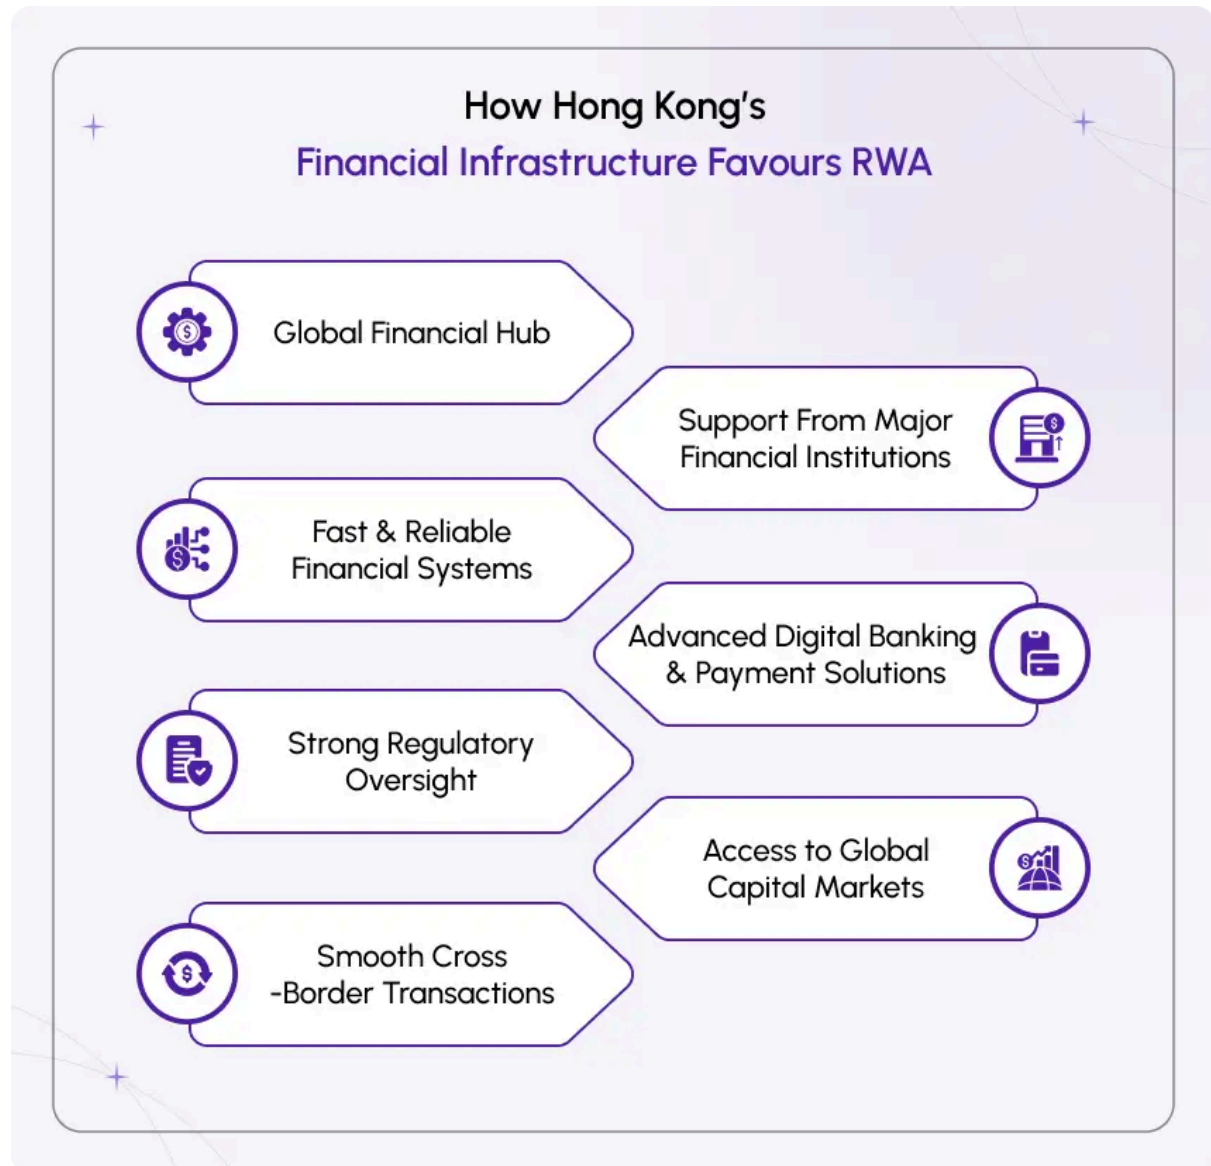 How Hong Kong's
Financial Infrastructure Favours RWA
Global Financial Hub
Support From Major
Financial Institutions
Fast & Reliable
Financial Systems
Advanced Digital Banking
& Payment Solutions
Strong Regulatory
Oversight
Access to Global
Capital Markets
Smooth Cross
-Border Transactions